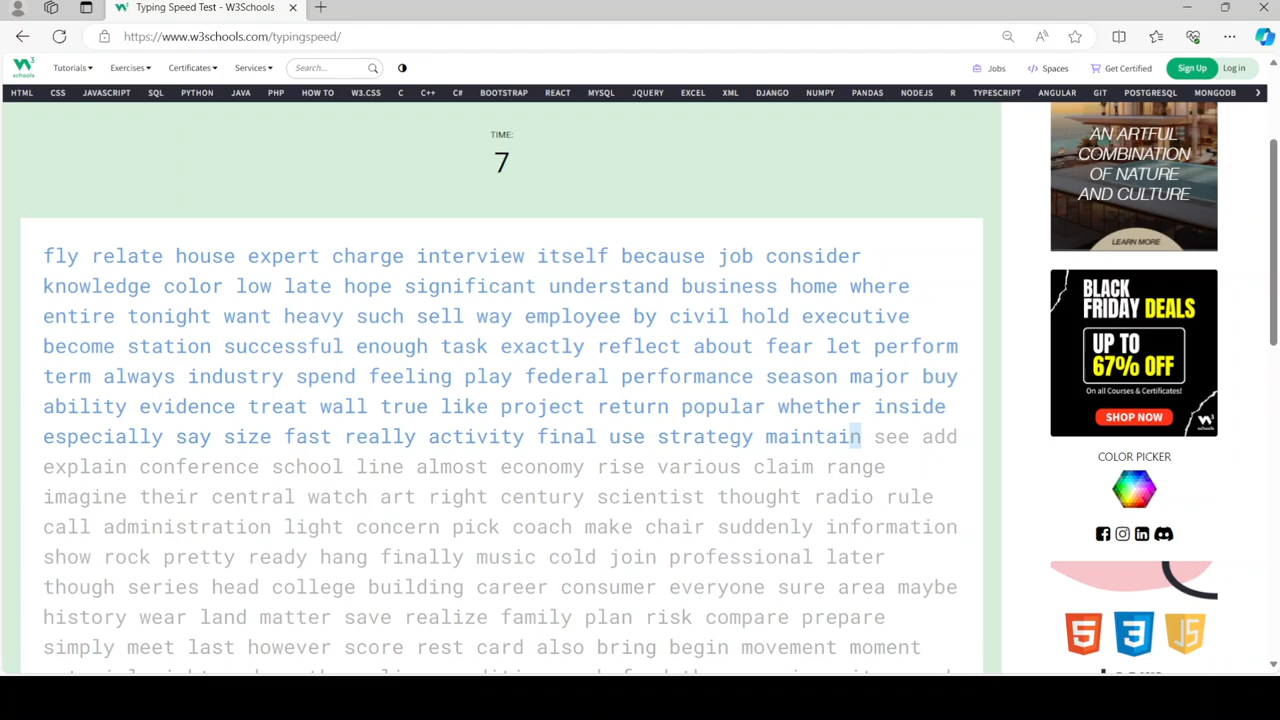 Typing Speed Test - W3Schools
https://www.w3schools.com/typingspeed/
W3 schools Tutorials Exercises Certificates Services Search... Jobs </> Spaces Get Certified Sign Up Log in
HTML CSS JAVASCRIPT SQL PYTHON JAVA PHP HOW TO W3.CSS C C++ C# BOOTSTRAP REACT MYSQL JQUERY EXCEL XML DJANGO NUMPY PANDAS NODEJS R TYPESCRIPT ANGULAR GIT POSTGRESQL MONGODB
TIME:
7
fly relate house expert charge interview itself because job consider
knowledge color low late hope significant understand business home where
entire tonight want heavy such sell way employee by civil hold executive
become station successful enough task exactly reflect about fear let perform
term always industry spend feeling play federal performance season major buy
ability evidence treat wall true like project return popular whether inside
especially say size fast really activity final use strategy maintain see add
explain conference school line almost economy rise various claim range
imagine their central watch art right century scientist thought radio rule
call administration light concern pick coach make chair suddenly information
show rock pretty ready hang finally music cold join professional later
though series head college building career consumer everyone sure area maybe
history wear land matter save realize family plan risk compare prepare
simply meet last however score rest card also bring begin movement moment
AN ARTFUL
COMBINATION
OF NATURE
AND CULTURE
LEARN MORE
BLACK
FRIDAY DEALS
UP TO
67% OFF
On all Courses & Certificates!
SHOP NOW
W3 schools
COLOR PICKER
5 3 JS